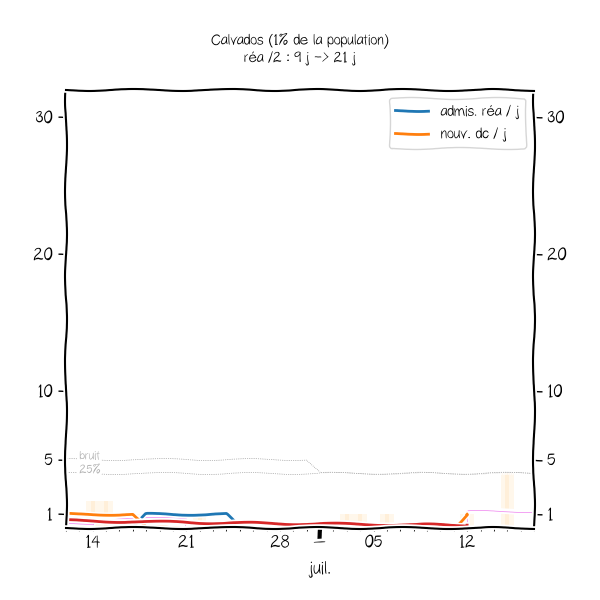 Calvados (1% de la population)
réa /2 : 9 j -> 21 j
admis. réa / j
nouv. dc / j
30
30
20
20
10
10
5
bruit
5
25%
1
1
14 21 28 1 05 12
juil.